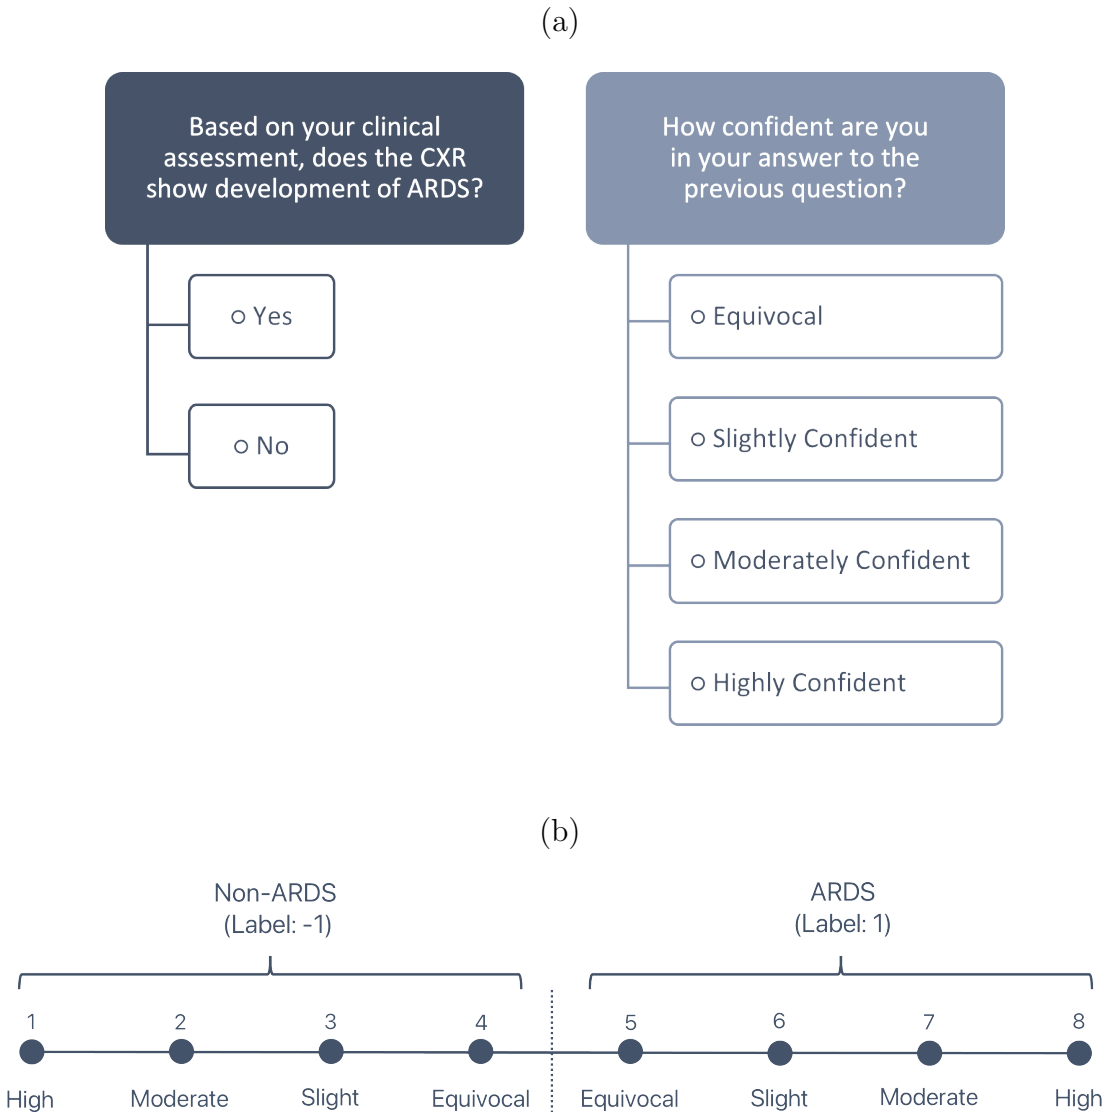 (a)
Based on your clinical
assessment, does the CXR
show development of ARDS?
Yes
No
How confident are you
in your answer to the
previous question?
Equivocal
Slightly Confident
Moderately Confident
Highly Confident
(b)
Non-ARDS
(Label: -1)
ARDS
(Label: 1)
1 2 3 4 5 6 7 8
High Moderate Slight Equivocal Equivocal Slight Moderate High